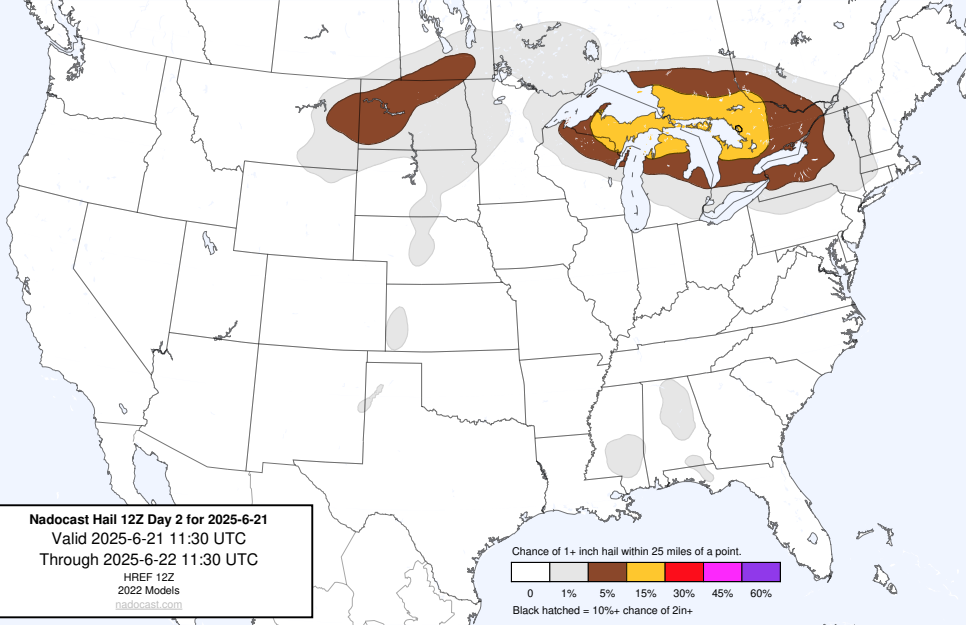 Nadocast Hail 12Z Day 2 for 2025-6-21
Valid 2025-6-21 11:30 UTC
Through 2025-6-22 11:30 UTC
HREF 12Z
2022 Models
nadocast.com
Chance of 1+ inch hail within 25 miles of a point.
0 1% 5% 15% 30% 45% 60%
Black hatched = 10%+ chance of 2in+